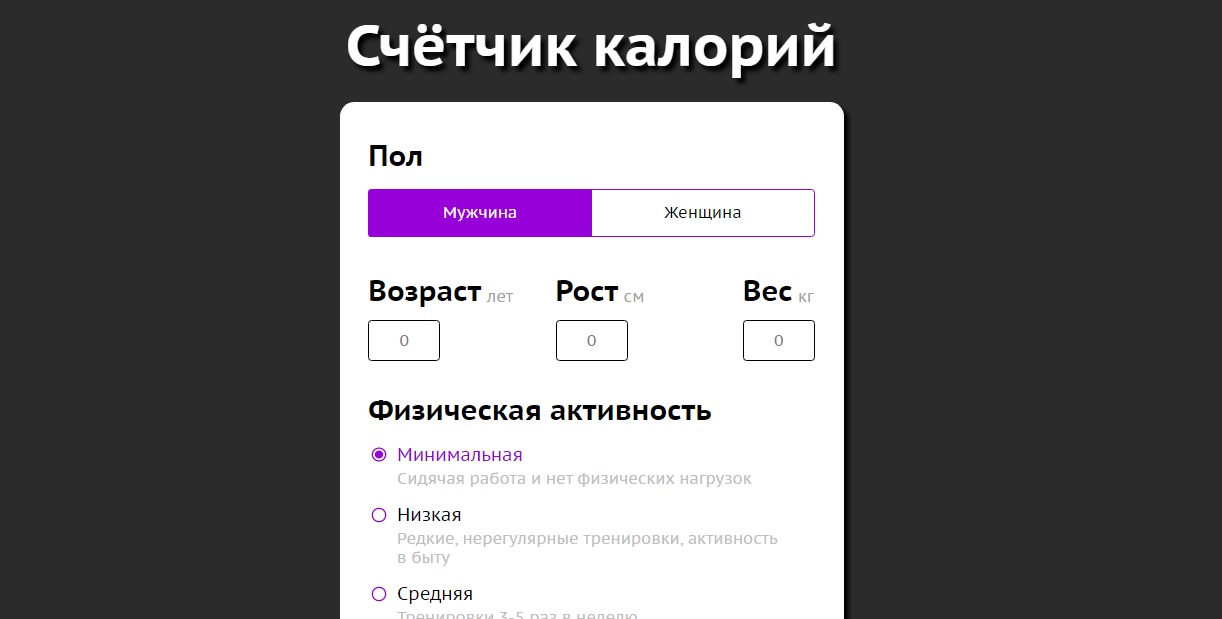 Счётчик калорий
Пол
Мужчина Женщина
Возраст лет Рост см Вес кг
0 0 0
Физическая активность
Минимальная
Сидячая работа и нет физических нагрузок
Низкая
Редкие, нерегулярные тренировки, активность
в быту
Средняя
Тренировки 3-5 раз в неделю